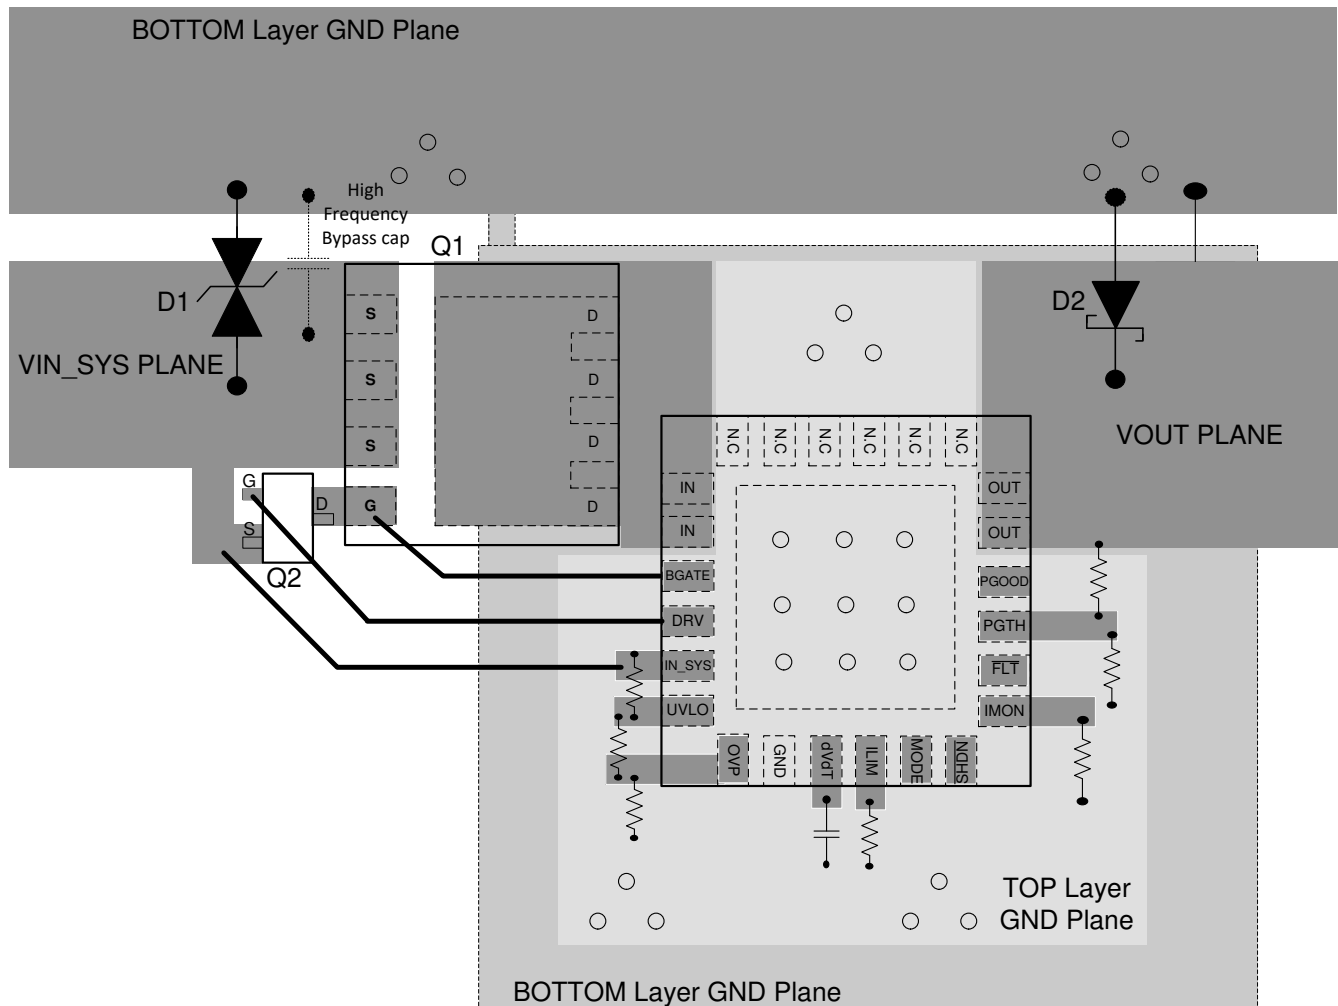 BOTTOM Layer GND Plane
High
Frequency
Bypass cap
Q1
D1
D2
VIN_SYS PLANE
VOUT PLANE
S
S
S
G
D
D
D
D
G
D
S
Q2
N.C
N.C
N.C
N.C
N.C
N.C
IN
IN
BGATE
DRV
IN_SYS
UVLO
OUT
OUT
PGOOD
PGTH
FLT
IMON
OVP
GND
dVdT
ILIM
MODE
SHDN
TOP Layer
GND Plane
BOTTOM Layer GND Plane